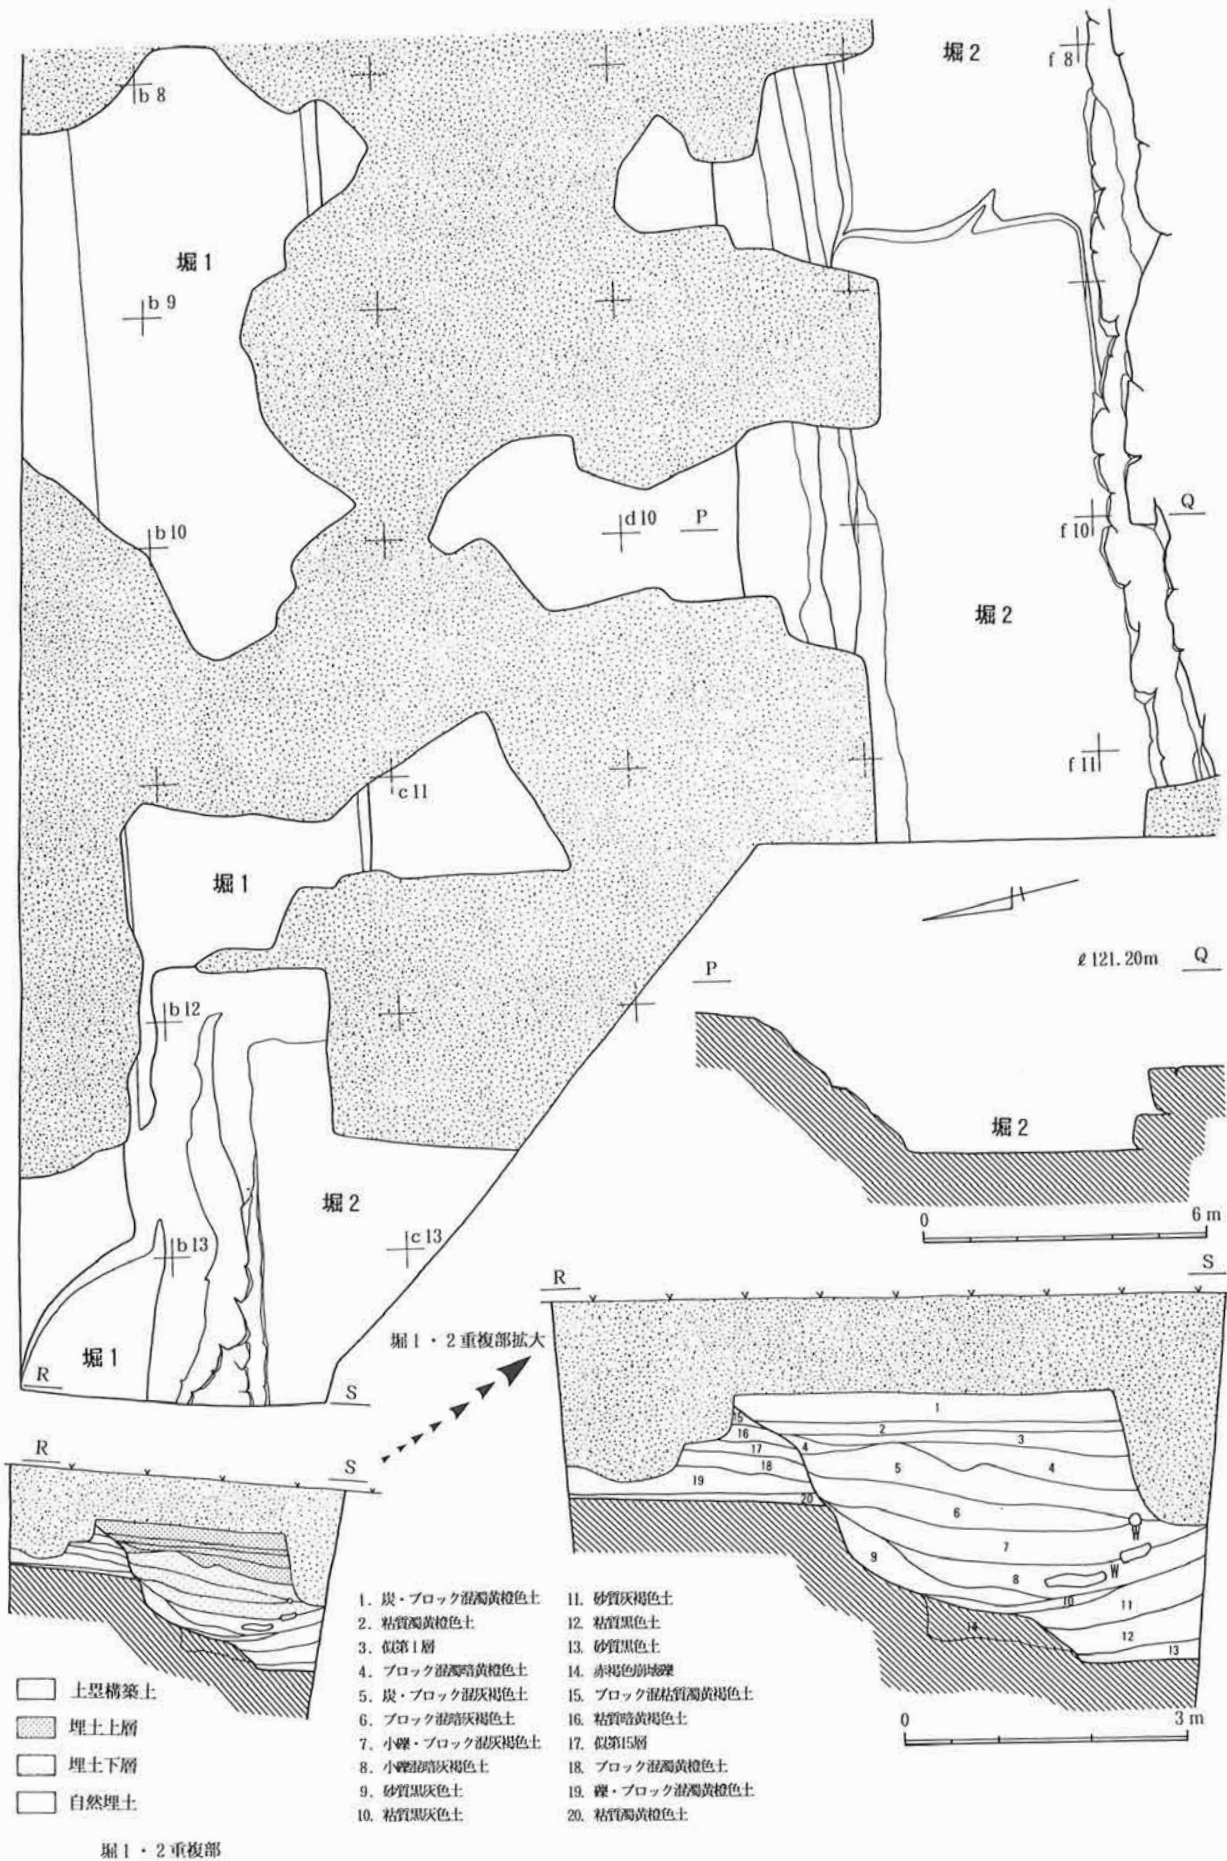 堀2
f 8
b 8
堀1
b 9
b 10
d10
P
f 10
Q
堀2
f 11
c 11
堀1
ℓ 121.20m
P
Q
b 12
堀2
堀2
0
6 m
c 13
b 13
R
S
堀1・2重複部拡大
堀1
R
S
1
2
3
15
16
4
17
5
4
18
19
6
20
7
9
8
10
11
14
12
13
R
S
1. 炭・ブロック混濁黄橙色土
2. 粘質濁黄橙色土
3. 似第1層
4. ブロック混濁暗黄橙色土
5. 炭・ブロック混灰褐色土
6. ブロック混暗灰褐色土
7. 小礫・ブロック混灰褐色土
8. 小礫混暗灰褐色土
9. 砂質黒灰色土
10. 粘質黒灰色土
11. 砂質灰褐色土
12. 粘質黒色土
13. 砂質黒色土
14. 赤褐色崩壊礫
15. ブロック混粘質濁黄褐色土
16. 粘質暗黄褐色土
17. 似第15層
18. ブロック混濁黄橙色土
19. 礫・ブロック混濁黄橙色土
20. 粘質濁黄橙色土
土塁構築土
埋土上層
埋土下層
自然埋土
0
3 m
堀1・2重複部